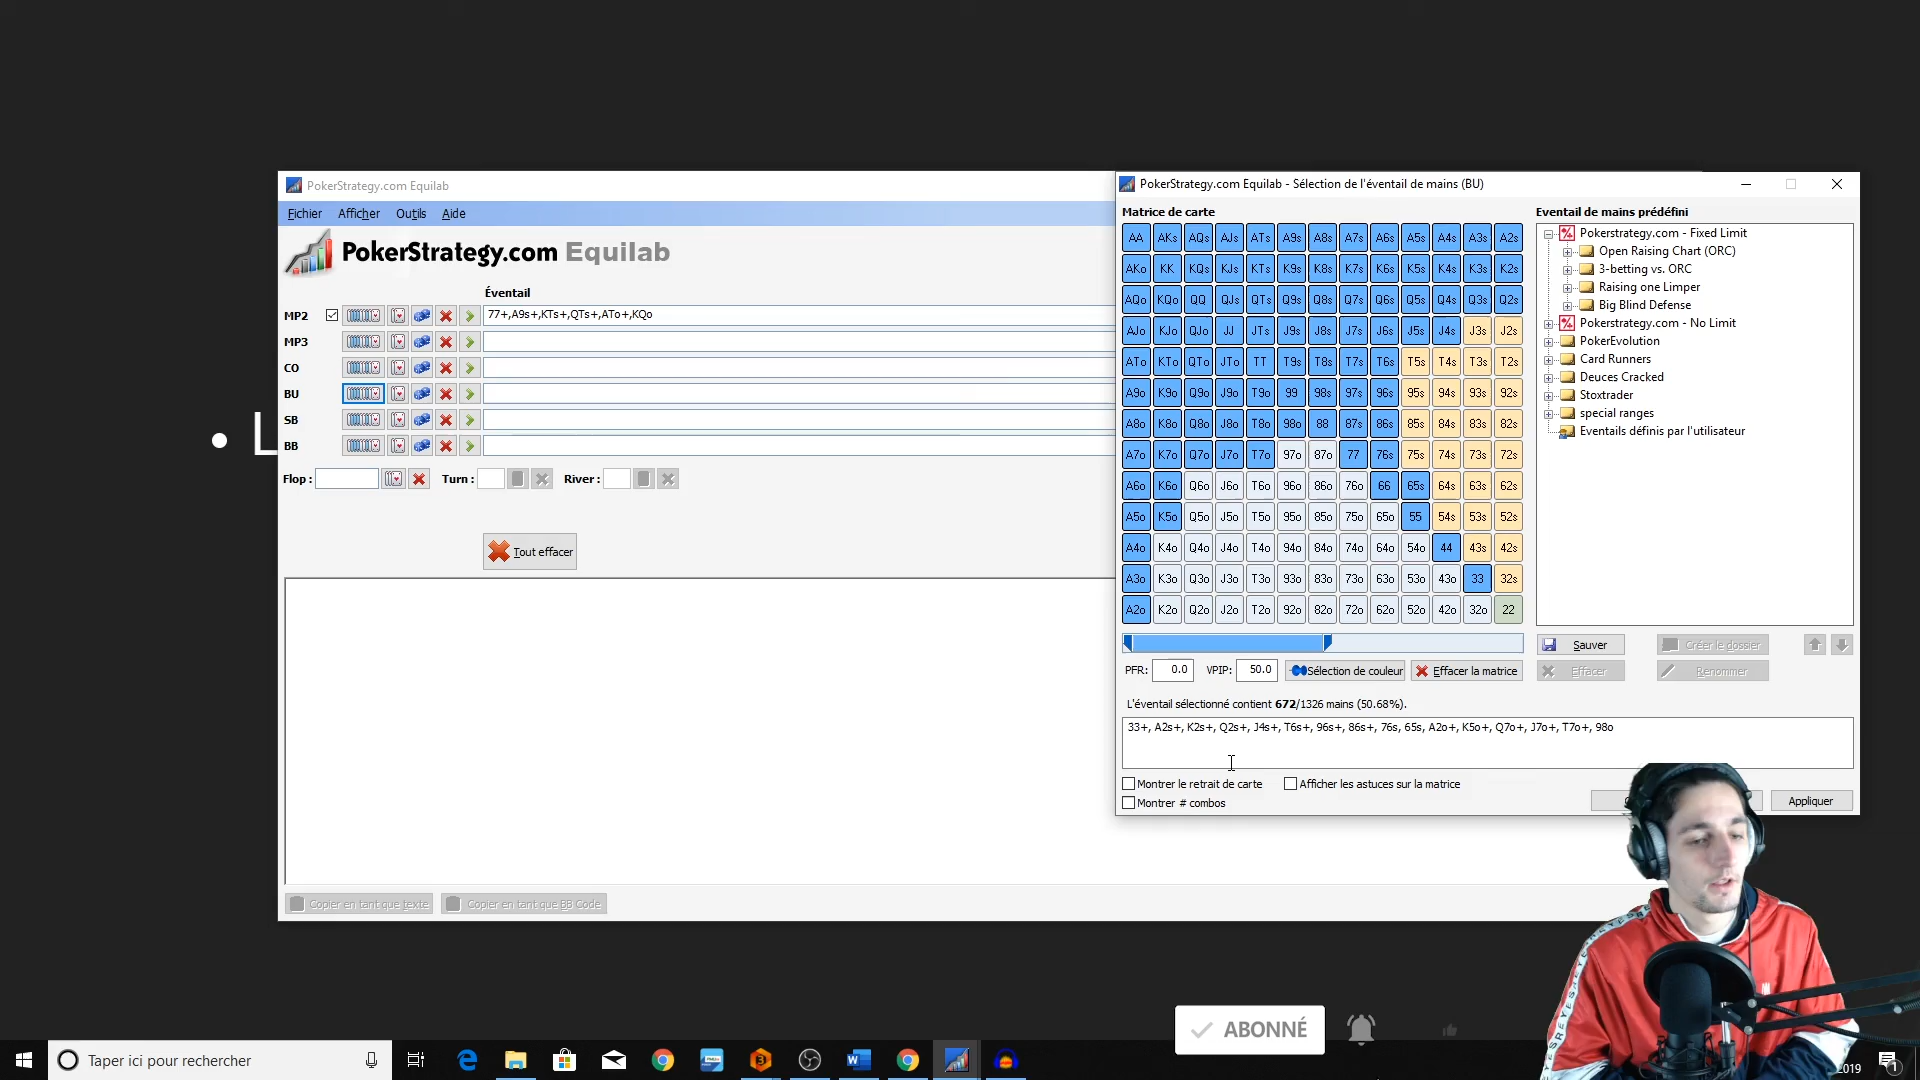 PokerStrategy.com Equilab
Fichier Afficher Outils Aide
PokerStrategy.com Equilab
Éventail
MP2 77+,A9s+,KTs+,QTs+,ATo+,KQo
MP3
CO
BU
SB
BB
Flop : Turn : River :
Tout effacer
Copier en tant que texte Copier en tant que BB Code
L
PokerStrategy.com Equilab - Sélection de l'éventail de mains (BU)
Matrice de carte
AA AKs AQs AJs ATs A9s A8s A7s A6s A5s A4s A3s A2s
AKo KK KQs KJs KTs K9s K8s K7s K6s K5s K4s K3s K2s
AQo KQo QQ QJs QTs Q9s Q8s Q7s Q6s Q5s Q4s Q3s Q2s
AJo KJo QJo JJ JTs J9s J8s J7s J6s J5s J4s J3s J2s
ATo KTo QTo JTo TT T9s T8s T7s T6s T5s T4s T3s T2s
A9o K9o Q9o J9o T9o 99 98s 97s 96s 95s 94s 93s 92s
A8o K8o Q8o J8o T8o 98o 88 87s 86s 85s 84s 83s 82s
A7o K7o Q7o J7o T7o 97o 87o 77 76s 75s 74s 73s 72s
A6o K6o Q6o J6o T6o 96o 86o 76o 66 65s 64s 63s 62s
A5o K5o Q5o J5o T5o 95o 85o 75o 65o 55 54s 53s 52s
A4o K4o Q4o J4o T4o 94o 84o 74o 64o 54o 44 43s 42s
A3o K3o Q3o J3o T3o 93o 83o 73o 63o 53o 43o 33 32s
A2o K2o Q2o J2o T2o 92o 82o 72o 62o 52o 42o 32o 22
PFR: 0.0 VPIP: 50.0 Sélection de couleur Effacer la matrice
Eventail de mains prédéfini
Pokerstrategy.com - Fixed Limit
Open Raising Chart (ORC)
3-betting vs. ORC
Raising one Limper
Big Blind Defense
Pokerstrategy.com - No Limit
PokerEvolution
Card Runners
Deuces Cracked
Stoxtrader
special ranges
Eventails définis par l'utilisateur
Sauver Créer le dossier
Effacer Renommer
L'éventail sélectionné contient 672/1326 mains (50.68%).
33+, A2s+, K2s+, Q2s+, J4s+, T6s+, 96s+, 86s+, 76s, 65s, A2o+, K5o+, Q7o+, J7o+, T7o+, 98o
Montrer le retrait de carte Afficher les astuces sur la matrice
Montrer # combos
Appliquer
ABONNÉ
Taper ici pour rechercher
2019
1